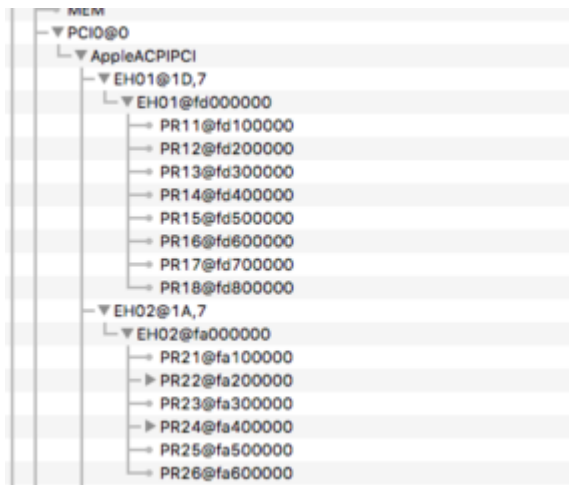 MEM
PCI0@0
AppleACPIPCI
EH01@1D,7
EH01@fd000000
PR11@fd100000
PR12@fd200000
PR13@fd300000
PR14@fd400000
PR15@fd500000
PR16@fd600000
PR17@fd700000
PR18@fd800000
EH02@1A,7
EH02@fa000000
PR21@fa100000
PR22@fa200000
PR23@fa300000
PR24@fa400000
PR25@fa500000
PR26@fa600000